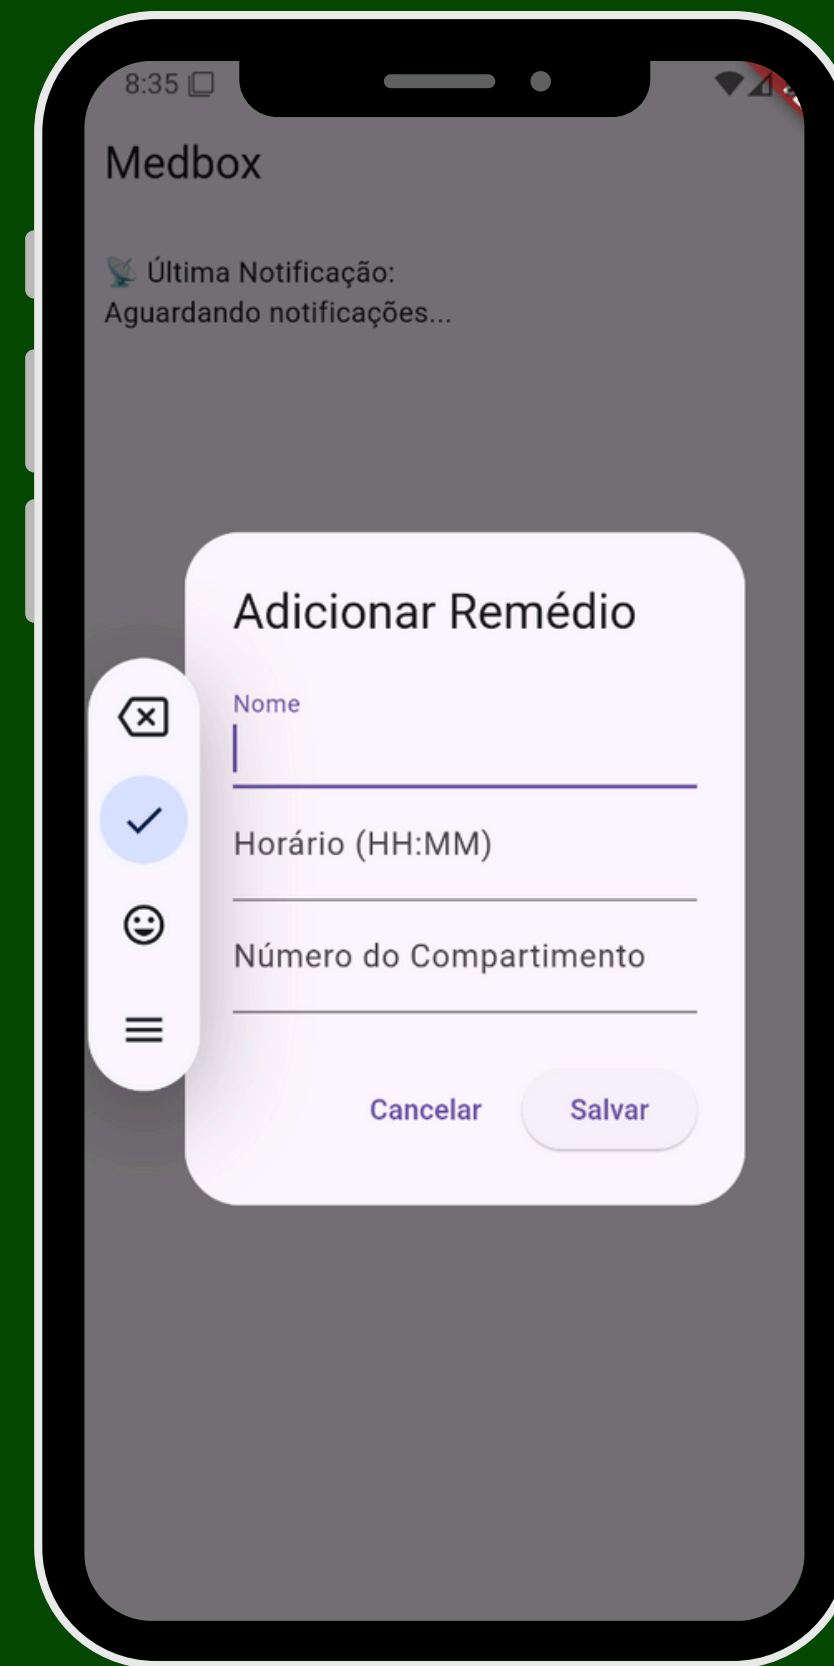 8:35
Medbox
Última Notificação:
Aguardando notificações...
Adicionar Remédio
Nome
Horário (HH:MM)
Número do Compartimento
Cancelar
Salvar